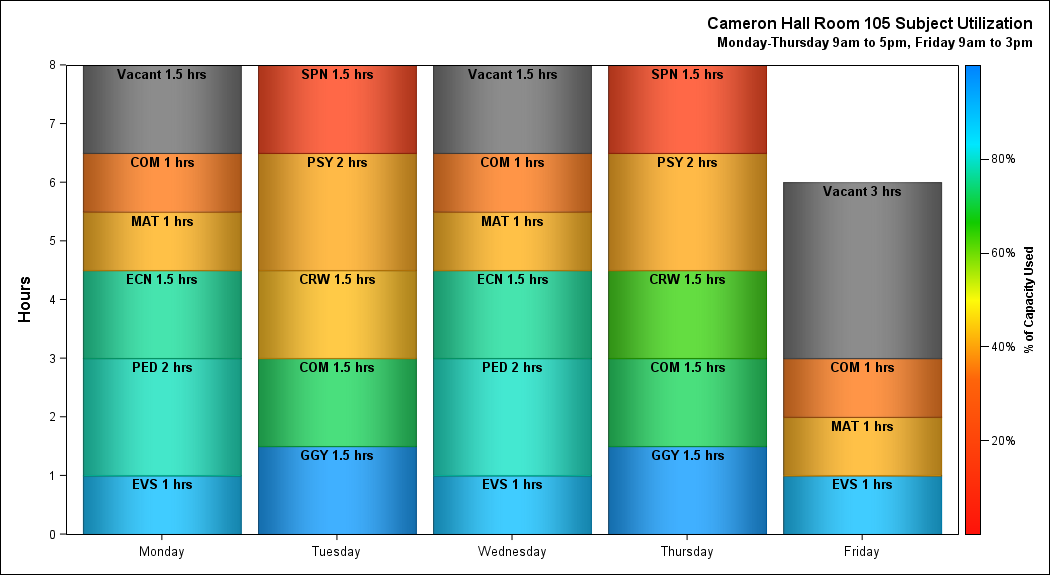 Cameron Hall Room 105 Subject Utilization
Monday-Thursday 9am to 5pm, Friday 9am to 3pm
Hours
8
7
6
5
4
3
2
1
0
Vacant 1.5 hrs
COM 1 hrs
MAT 1 hrs
ECN 1.5 hrs
PED 2 hrs
EVS 1 hrs
Monday
SPN 1.5 hrs
PSY 2 hrs
CRW 1.5 hrs
COM 1.5 hrs
GGY 1.5 hrs
Tuesday
Vacant 1.5 hrs
COM 1 hrs
MAT 1 hrs
ECN 1.5 hrs
PED 2 hrs
EVS 1 hrs
Wednesday
SPN 1.5 hrs
PSY 2 hrs
CRW 1.5 hrs
COM 1.5 hrs
GGY 1.5 hrs
Thursday
Vacant 3 hrs
COM 1 hrs
MAT 1 hrs
EVS 1 hrs
Friday
80%
60%
40%
20%
% of Capacity Used